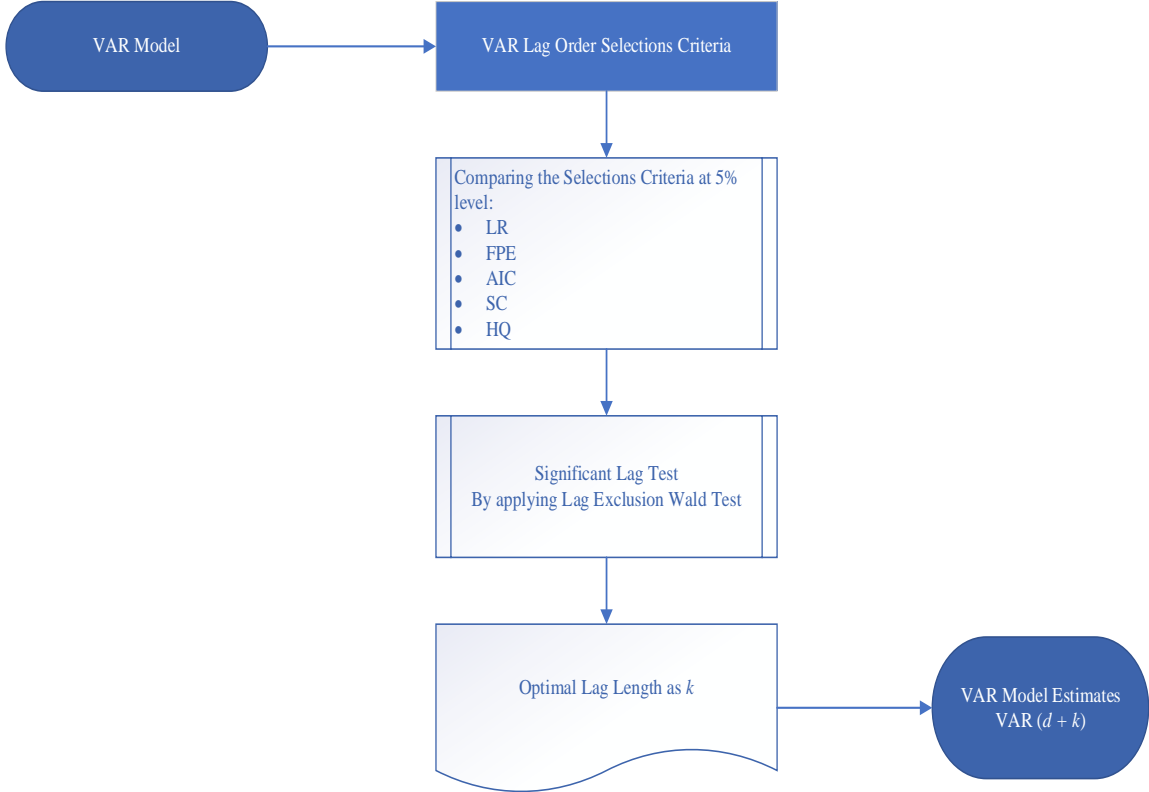 VAR Model
VAR Lag Order Selections Criteria
Comparing the Selections Criteria at 5%
level:
• LR
• FPE
• AIC
• SC
• HQ
Significant Lag Test
By applying Lag Exclusion Wald Test
Optimal Lag Length as k
VAR Model Estimates
VAR (d + k)